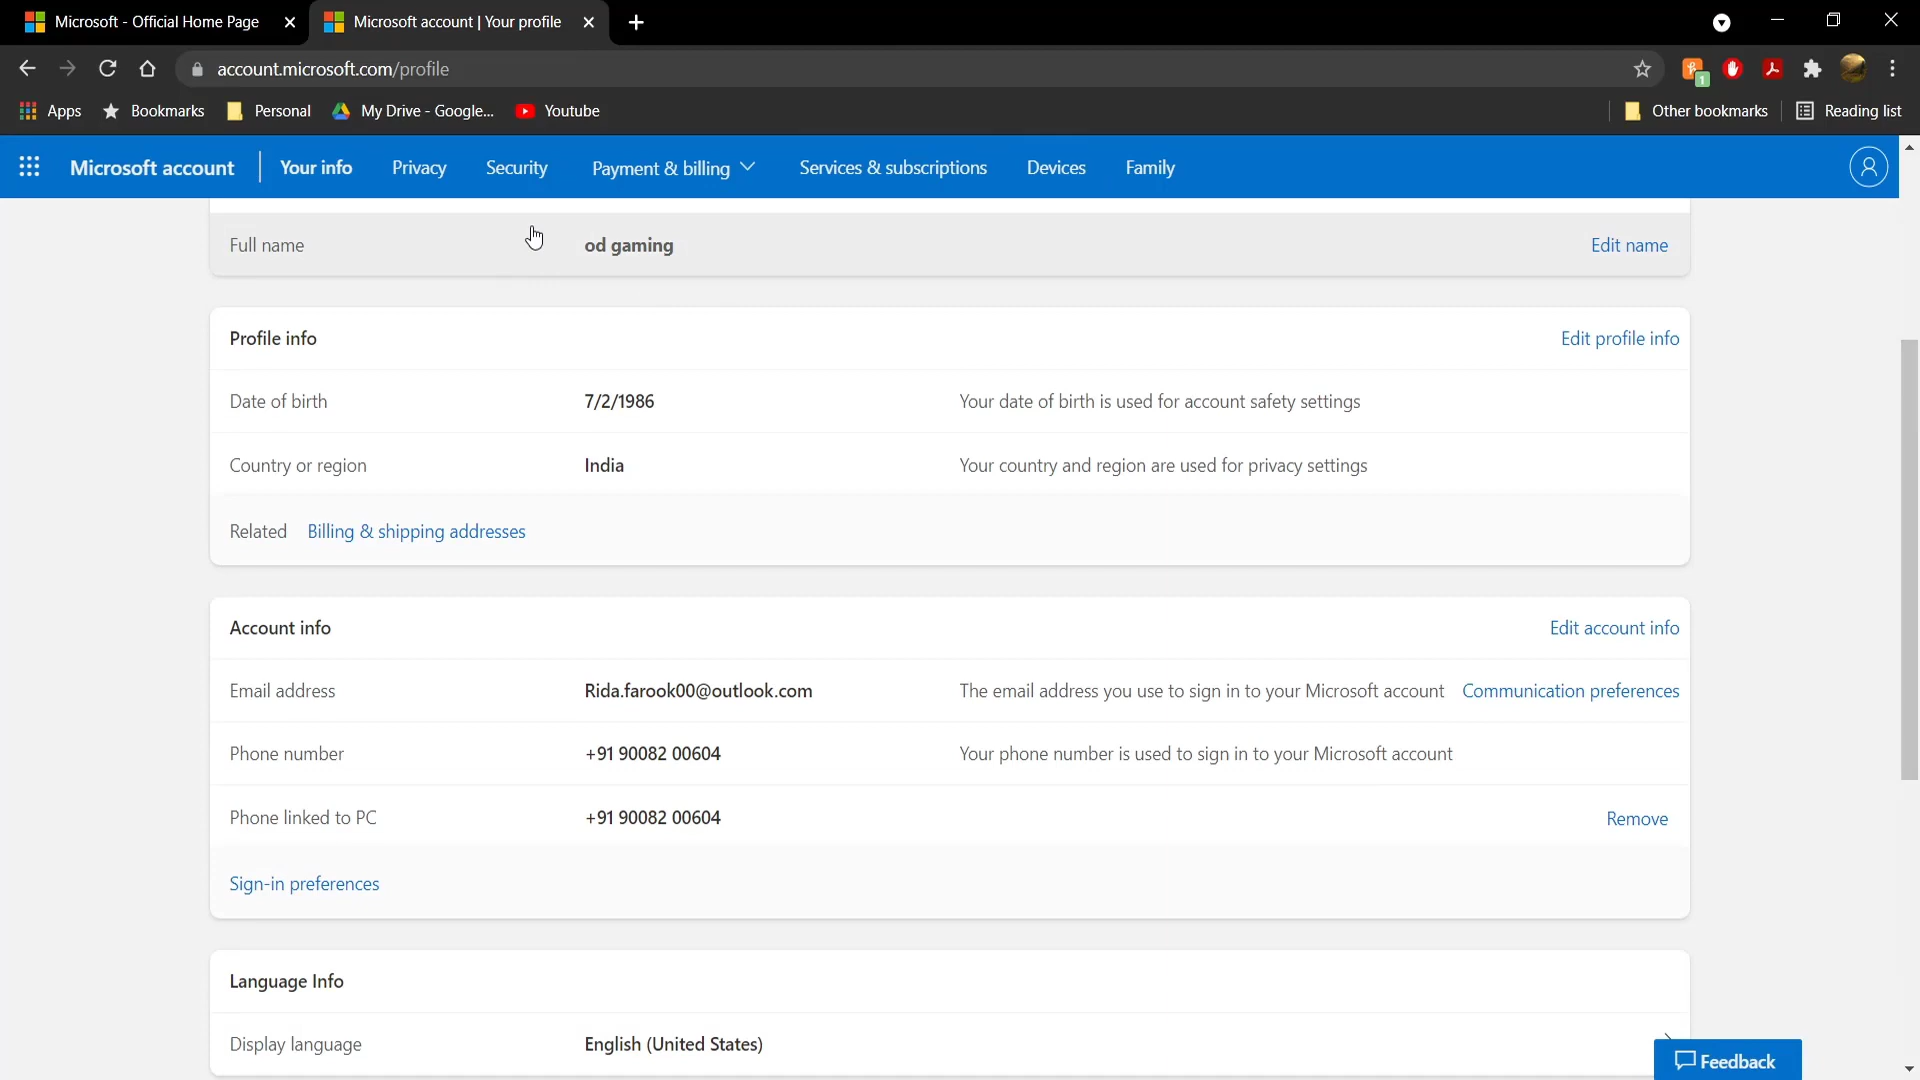 Microsoft - Official Home Page
Microsoft account | Your profile
account.microsoft.com/profile
1
Apps
Bookmarks
Personal
My Drive - Google...
Youtube
Other bookmarks
Reading list
Microsoft account
Your info
Privacy
Security
Payment & billing
Services & subscriptions
Devices
Family
Full name od gaming Edit name
Profile info Edit profile info
Date of birth 7/2/1986 Your date of birth is used for account safety settings
Country or region India Your country and region are used for privacy settings
Related Billing & shipping addresses
Account info Edit account info
Email address Rida.farook00@outlook.com The email address you use to sign in to your Microsoft account Communication preferences
Phone number +91 90082 00604 Your phone number is used to sign in to your Microsoft account
Phone linked to PC +91 90082 00604 Remove
Sign-in preferences
Language Info
Display language English (United States)
Feedback